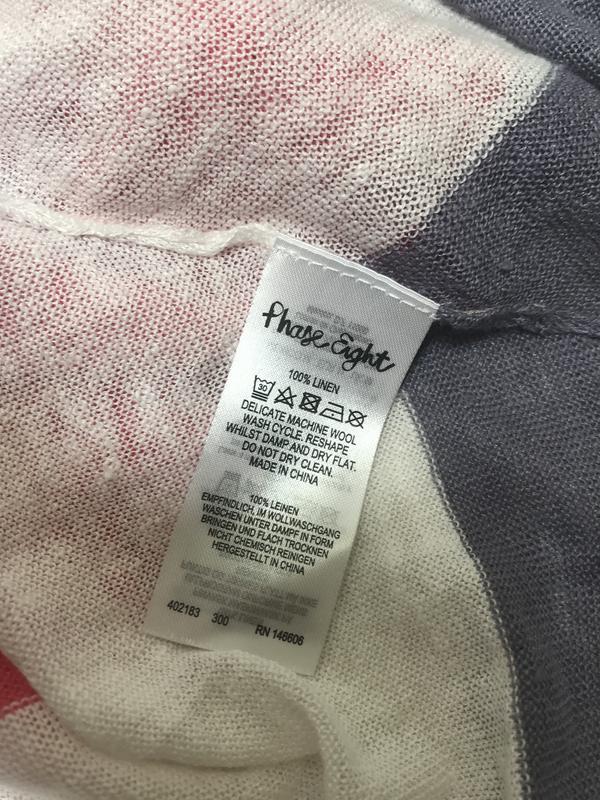 Phase Eight
100% LINEN
30
DELICATE MACHINE WOOL
WASH CYCLE. RESHAPE
WHILST DAMP AND DRY FLAT.
DO NOT DRY CLEAN.
MADE IN CHINA
100% LEINEN
EMPFINDLICH, IM WOLLWASCHGANG
WASCHEN UNTER DAMPF IN FORM
BRINGEN UND FLACH TROCKNEN
NICHT CHEMISCH REINIGEN
HERGESTELLT IN CHINA
402183 300 RN 146606